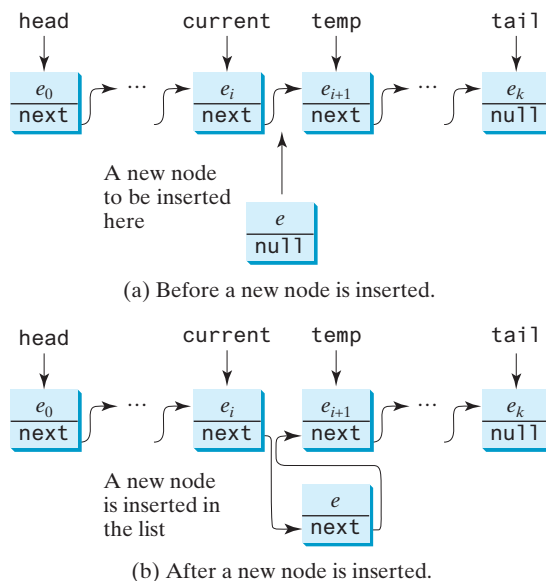 head current temp tail
e0 ... ei ei+1 ... ek
next next next null
A new node
to be inserted
here
e
null
(a) Before a new node is inserted.
head current temp tail
e0 ... ei ei+1 ... ek
next next next null
A new node
is inserted in
the list
e
next
(b) After a new node is inserted.